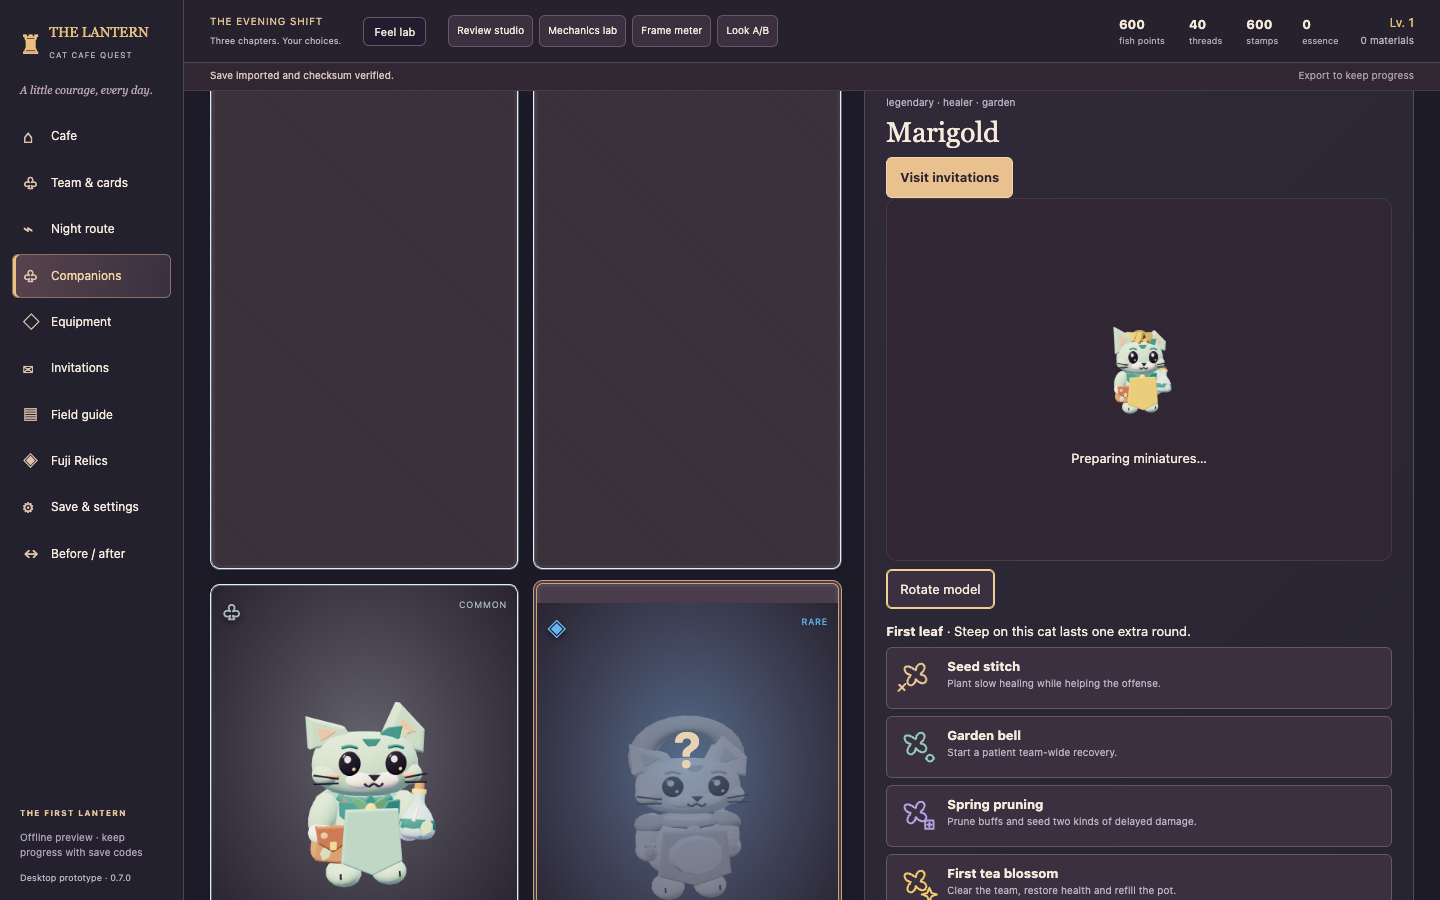 THE LANTERN
CAT CAFE QUEST
A little courage, every day.
Cafe
Team & cards
Night route
Companions
Equipment
Invitations
Field guide
Fuji Relics
Save & settings
Before / after
THE FIRST LANTERN
Offline preview · keep
progress with save codes
Desktop prototype · 0.7.0
THE EVENING SHIFT
Three chapters. Your choices.
Feel lab
Review studio
Mechanics lab
Frame meter
Look A/B
600
fish points
40
threads
600
stamps
0
essence
Lv. 1
0 materials
Save imported and checksum verified.
Export to keep progress
COMMON
RARE
?
legendary · healer · garden
Marigold
Visit invitations
Preparing miniatures...
Rotate model
First leaf · Steep on this cat lasts one extra round.
Seed stitch
Plant slow healing while helping the offense.
Garden bell
Start a patient team-wide recovery.
Spring pruning
Prune buffs and seed two kinds of delayed damage.
First tea blossom
Clear the team, restore health and refill the pot.